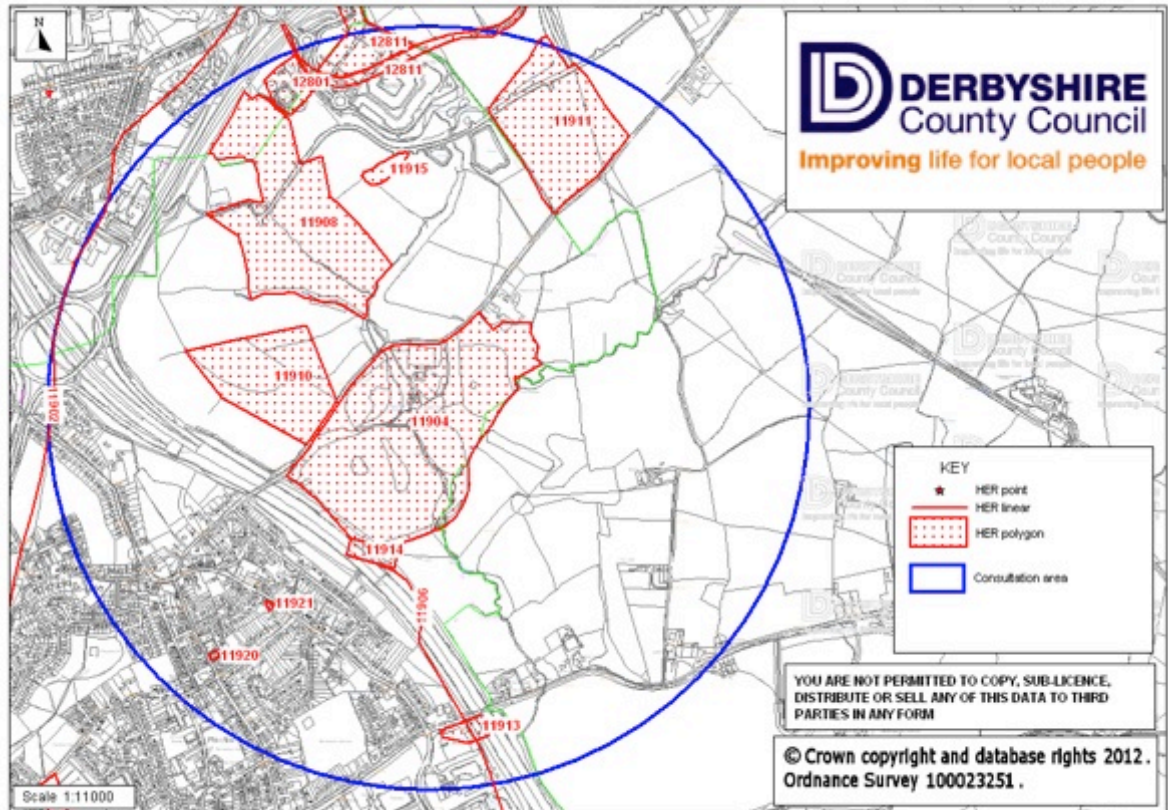 N
DERBYSHIRE
County Council
Improving life for local people
12811
12801
12811
11911
11915
11908
11910
11902
11904
11914
11906
11921
11920
11913
KEY
HER point
HER linear
HER polygon
Consultation area
YOU ARE NOT PERMITTED TO COPY, SUB-LICENCE,
DISTRIBUTE OR SELL ANY OF THIS DATA TO THIRD
PARTIES IN ANY FORM
© Crown copyright and database rights 2012.
Ordnance Survey 100023251.
Scale 1:11000